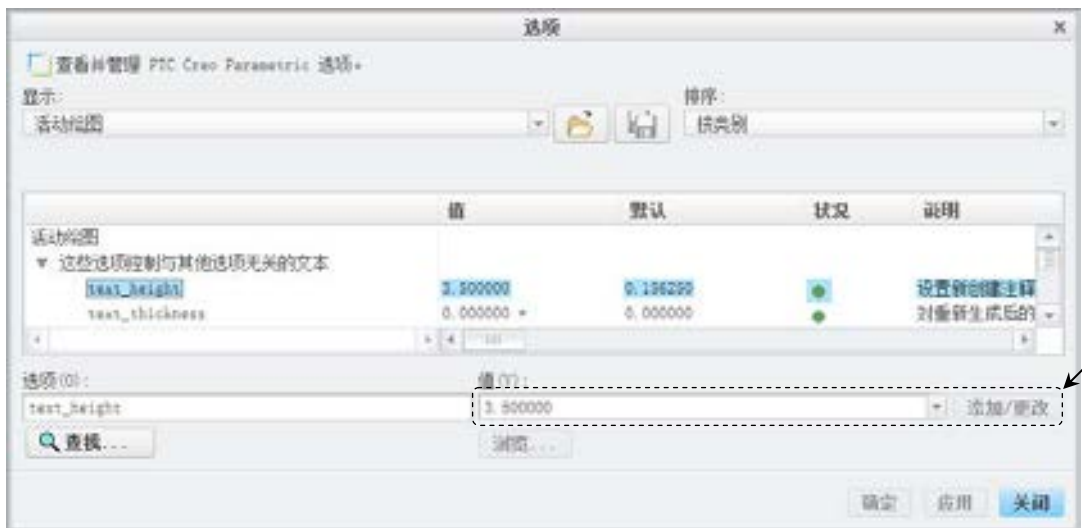 选项
查看并管理 PTC Creo Parametric 选项。
显示:
排序:
活动绘图
按类别
值 默认 状况 说明
活动绘图
这些选项控制与其他选项无关的文本
text_height 3.500000 0.156250 设置新创建注释
text_thickness 0.000000 * 0.000000 对重新生成后的
选项(O):
值(V):
text_height
3.500000
添加/更改
查找...
浏览...
确定 应用 关闭